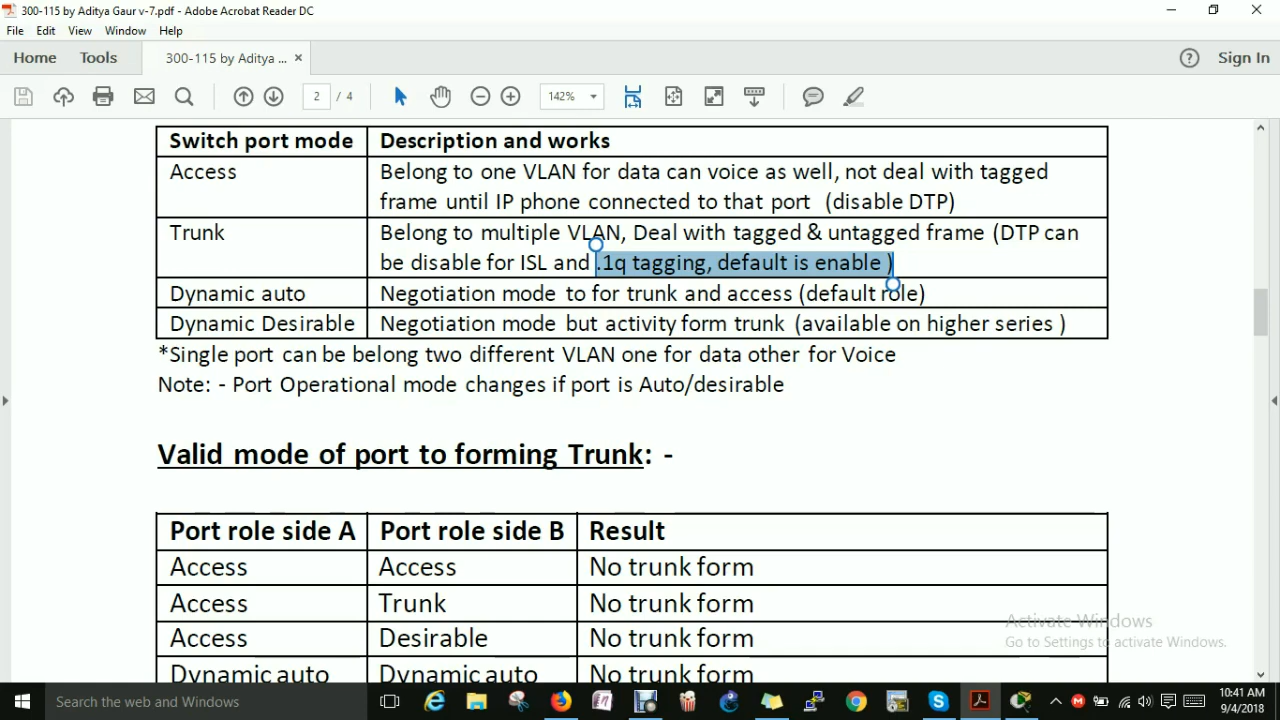 300-115 by Aditya Gaur v-7.pdf - Adobe Acrobat Reader DC
File Edit View Window Help
Home Tools 300-115 by Aditya ... × Sign In
2 / 4 142%
Switch port mode Description and works
Access Belong to one VLAN for data can voice as well, not deal with tagged
frame until IP phone connected to that port (disable DTP)
Trunk Belong to multiple VLAN, Deal with tagged & untagged frame (DTP can
be disable for ISL and .1q tagging, default is enable )
Dynamic auto Negotiation mode to for trunk and access (default role)
Dynamic Desirable Negotiation mode but activity form trunk (available on higher series )
*Single port can be belong two different VLAN one for data other for Voice
Note: - Port Operational mode changes if port is Auto/desirable
Valid mode of port to forming Trunk: -
Port role side A Port role side B Result
Access Access No trunk form
Access Trunk No trunk form
Access Desirable No trunk form
Dynamic auto Dynamic auto No trunk form
Activate Windows
Go to Settings to activate Windows.
Search the web and Windows
10:41 AM
9/4/2018